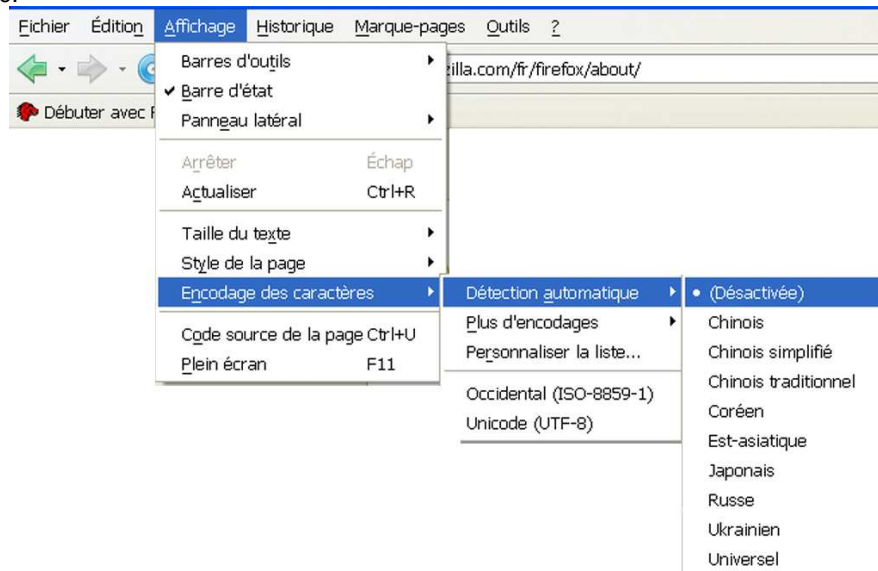 e.
Fichier Édition Affichage Historique Marque-pages Outils ?
zilla.com/fr/firefox/about/
Débuter avec F
Barres d'outils
Barre d'état
Panneau latéral
Arrêter Échap
Actualiser Ctrl+R
Taille du texte
Style de la page
Encodage des caractères
Code source de la page Ctrl+U
Plein écran F11
Détection automatique
Plus d'encodages
Personnaliser la liste...
Occidental (ISO-8859-1)
Unicode (UTF-8)
(Désactivée)
Chinois
Chinois simplifié
Chinois traditionnel
Coréen
Est-asiatique
Japonais
Russe
Ukrainien
Universel